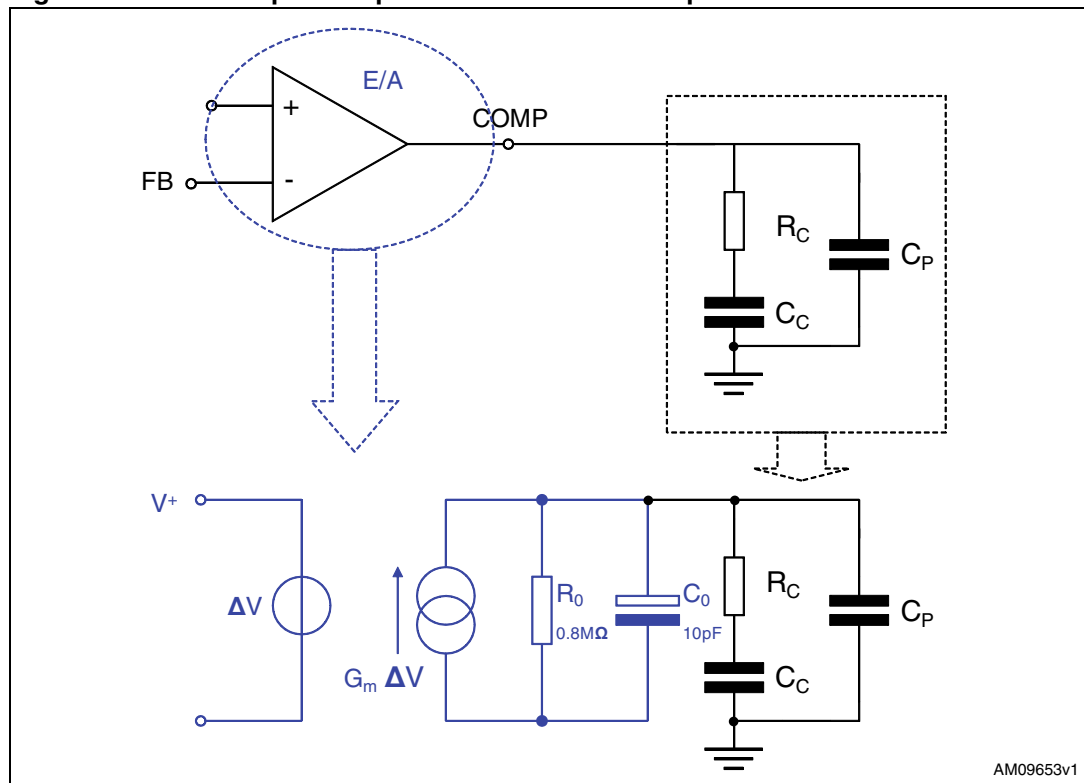 E/A
+
COMP
FB
-
R_C
C_P
C_C
V+
ΔV
G_m ΔV
R_0
0.8MΩ
C_0
10pF
R_C
C_P
C_C
AM09653v1